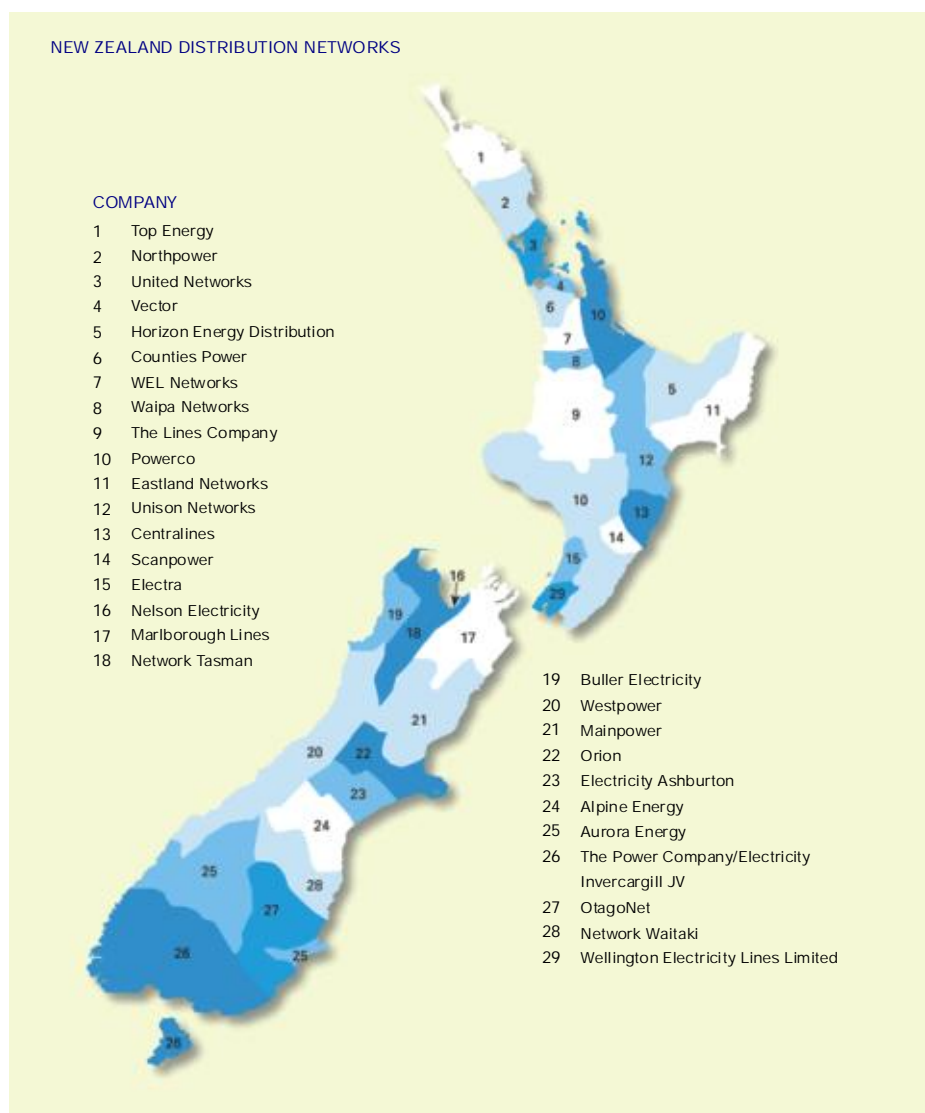 NEW ZEALAND DISTRIBUTION NETWORKS
COMPANY
1 Top Energy
2 Northpower
3 United Networks
4 Vector
5 Horizon Energy Distribution
6 Counties Power
7 WEL Networks
8 Waipa Networks
9 The Lines Company
10 Powerco
11 Eastland Networks
12 Unison Networks
13 Centralines
14 Scanpower
15 Electra
16 Nelson Electricity
17 Marlborough Lines
18 Network Tasman
19 Buller Electricity
20 Westpower
21 Mainpower
22 Orion
23 Electricity Ashburton
24 Alpine Energy
25 Aurora Energy
26 The Power Company/Electricity
Invercargill JV
27 OtagoNet
28 Network Waitaki
29 Wellington Electricity Lines Limited
1
2
3
4
6
10
7
8
5
11
9
12
10
13
14
15
29
16
19
18
17
21
20
22
23
24
25
28
27
26
25
26